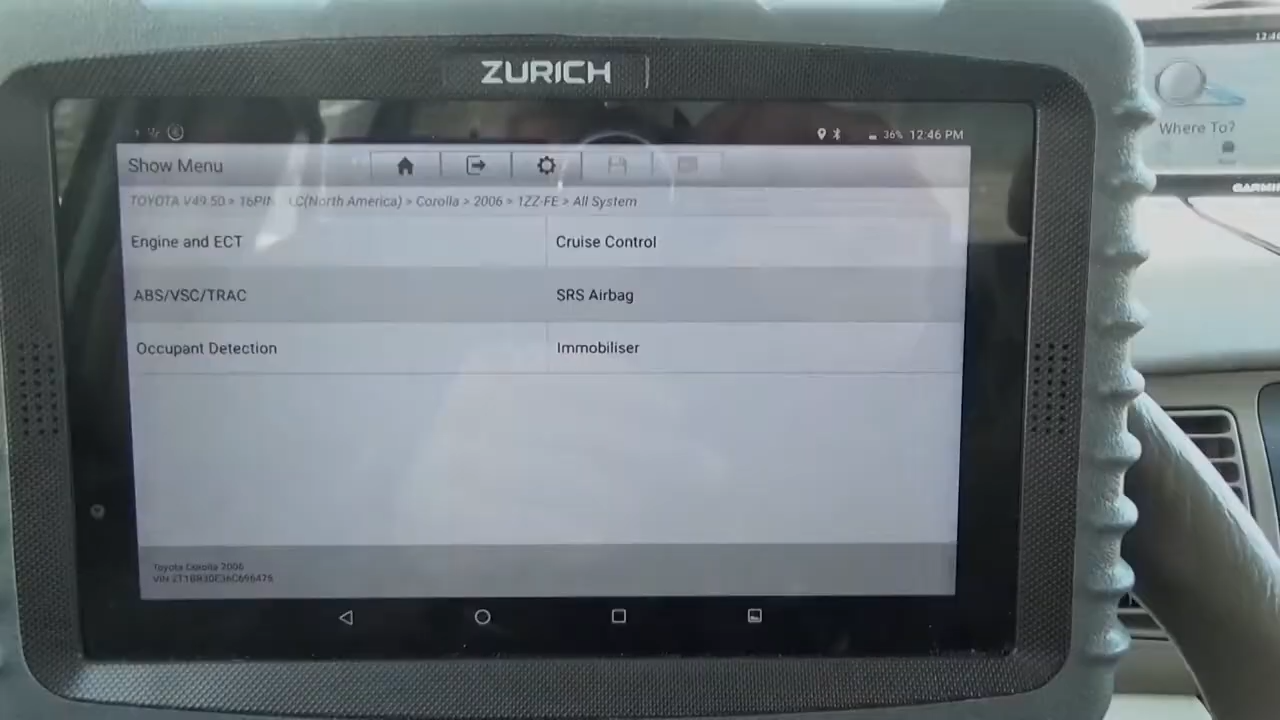 ZURICH
36% 12:46 PM
Show Menu
TOYOTA V49.50 > 16PIN LC(North America) > Corolla > 2006 > 1ZZ-FE > All System
Engine and ECT
Cruise Control
ABS/VSC/TRAC
SRS Airbag
Occupant Detection
Immobiliser
Toyota Corolla 2006
VIN
Where To?
GARMIN